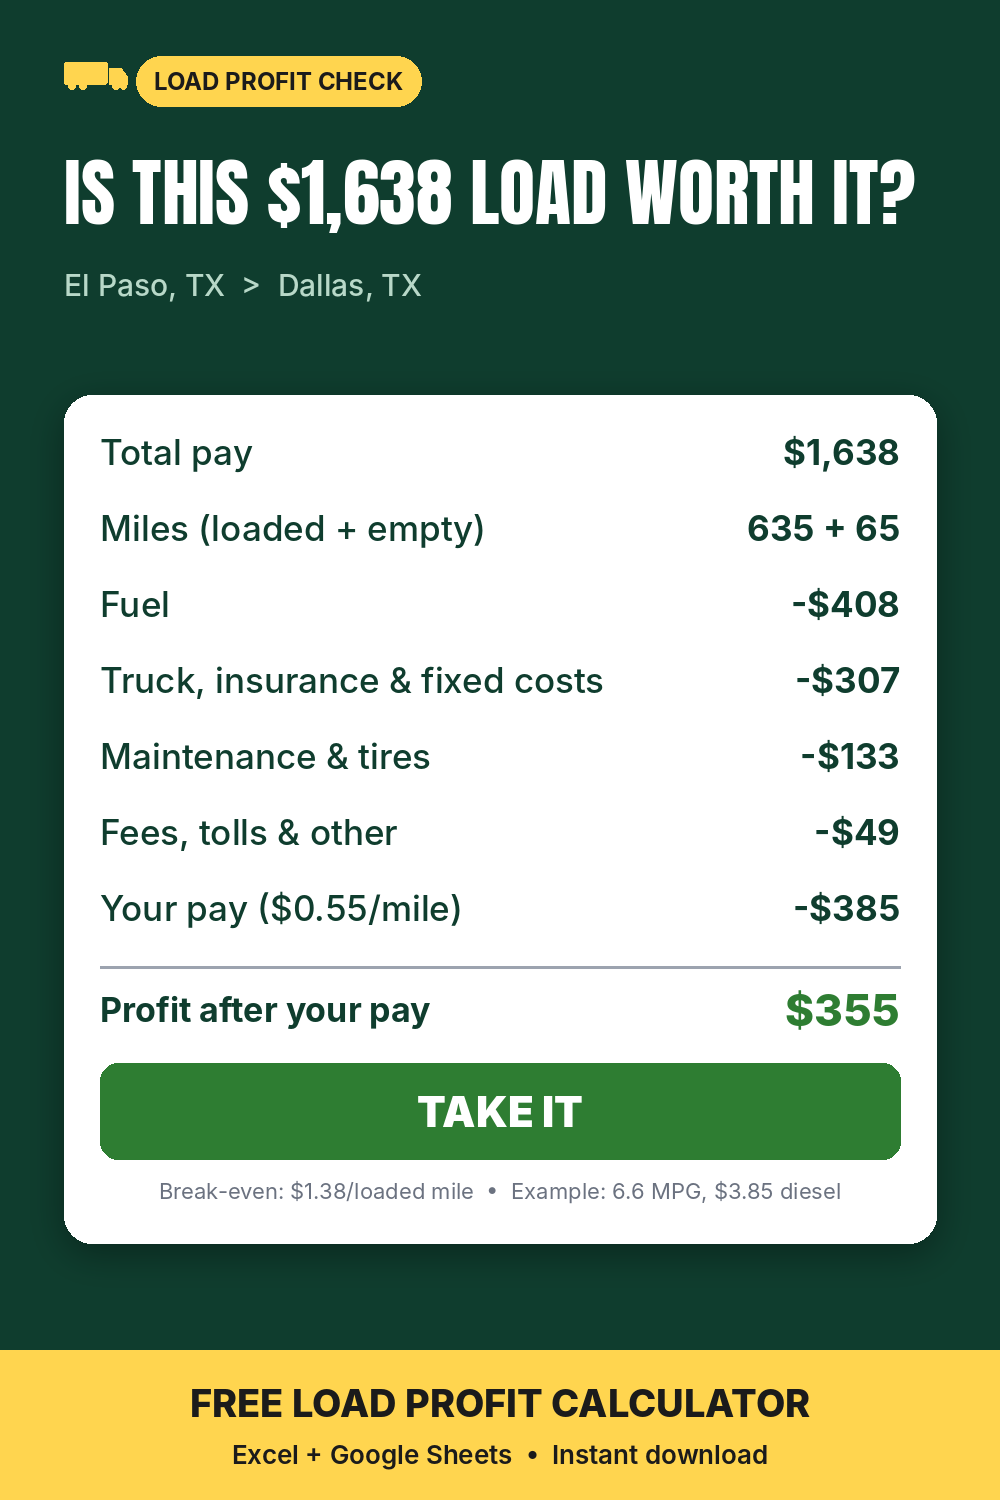 LOAD PROFIT CHECK
IS THIS $1,638 LOAD WORTH IT?
El Paso, TX > Dallas, TX
Total pay $1,638
Miles (loaded + empty) 635 + 65
Fuel -$408
Truck, insurance & fixed costs -$307
Maintenance & tires -$133
Fees, tolls & other -$49
Your pay ($0.55/mile) -$385
Profit after your pay $355
TAKE IT
Break-even: $1.38/loaded mile • Example: 6.6 MPG, $3.85 diesel
FREE LOAD PROFIT CALCULATOR
Excel + Google Sheets • Instant download